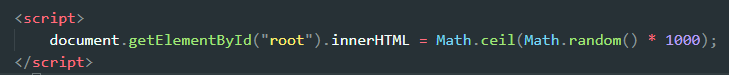 <script>
document.getElementById("root").innerHTML = Math.ceil(Math.random() * 1000);
</script>